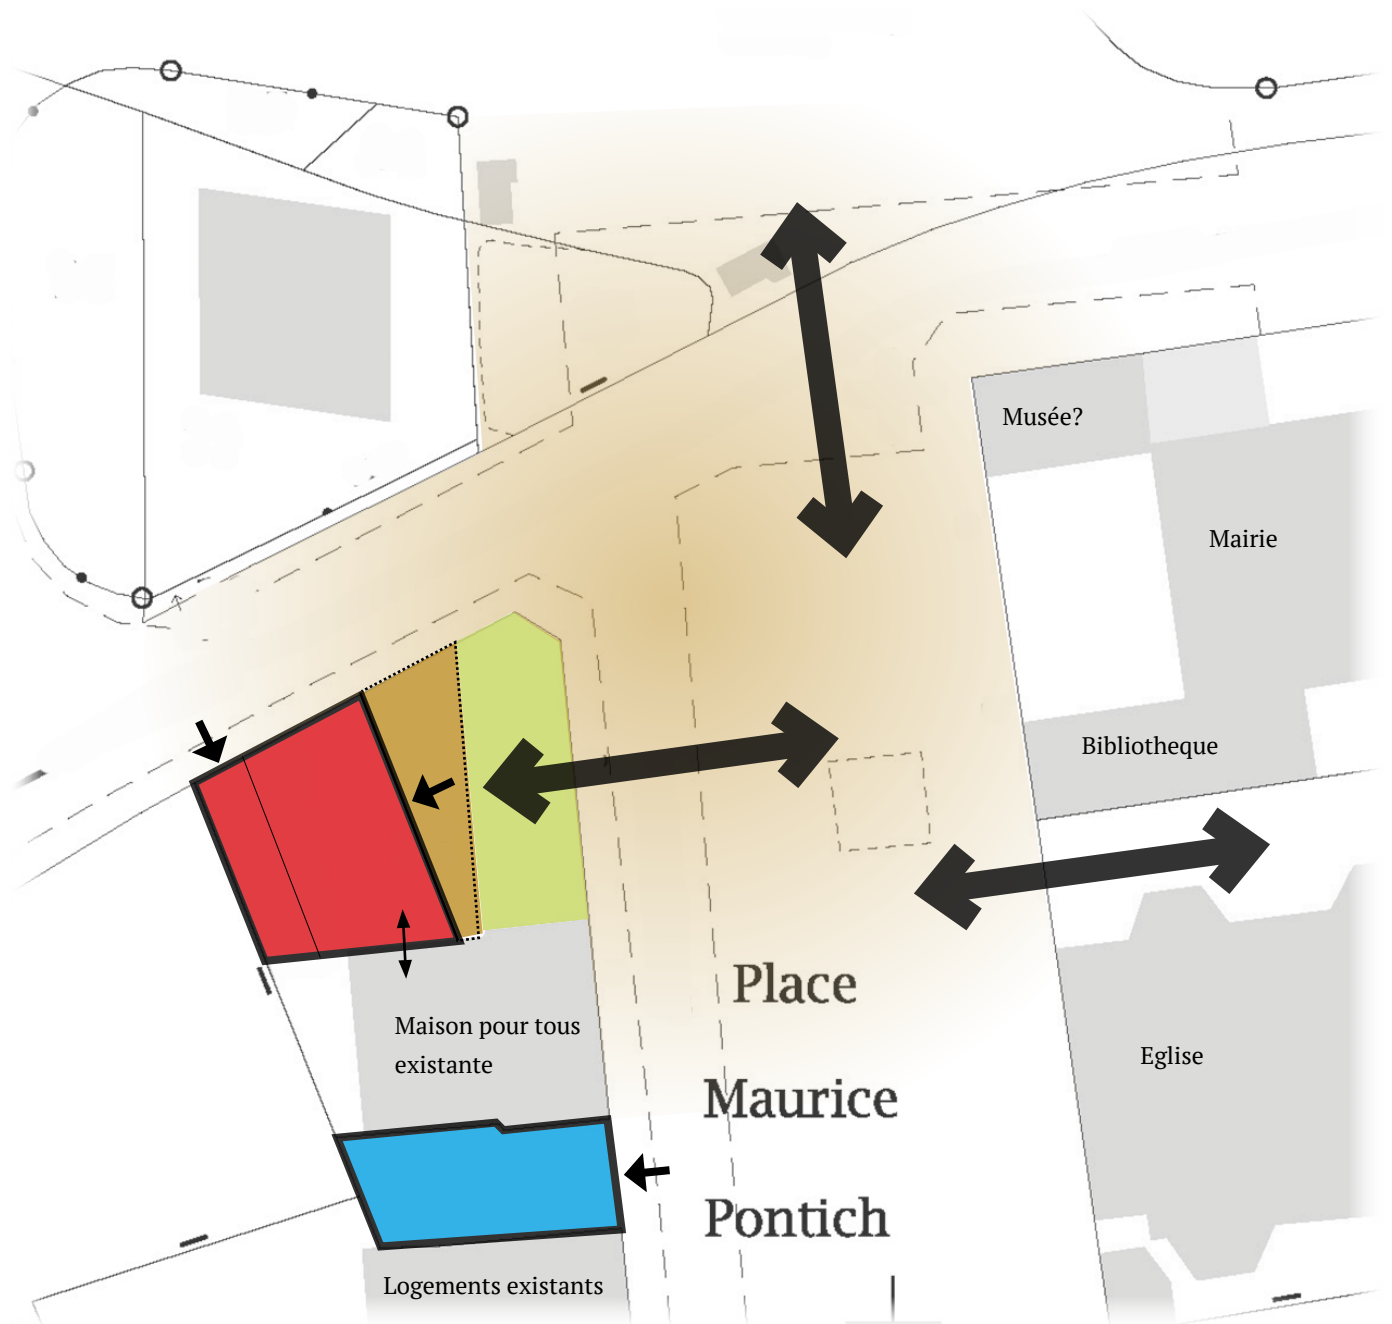 Musée?
Mairie
Bibliotheque
Place
Maison pour tous
existante
Eglise
Maurice
Pontich
Logements existants